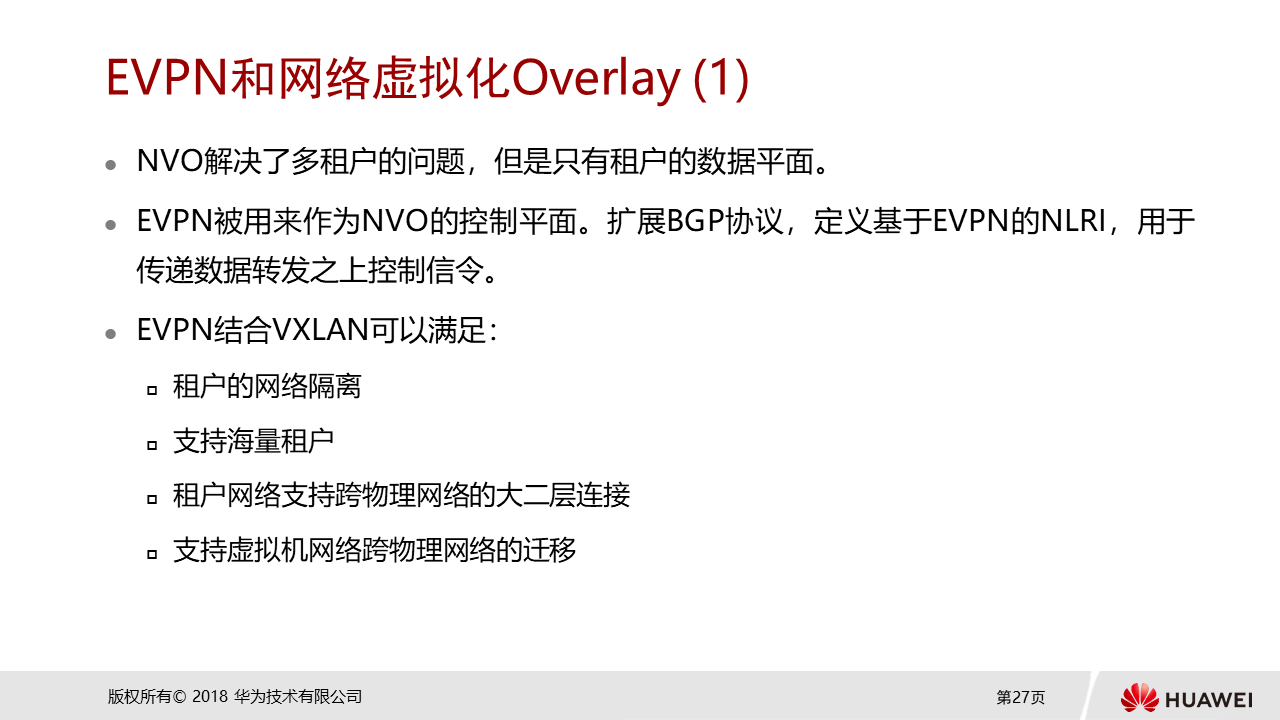 EVPN和网络虚拟化Overlay (1)
● NVO解决了多租户的问题，但是只有租户的数据平面。
● EVPN被用来作为NVO的控制平面。扩展BGP协议，定义基于EVPN的NLRI，用于
传递数据转发之上控制信令。
● EVPN结合VXLAN可以满足：
▫ 租户的网络隔离
▫ 支持海量租户
▫ 租户网络支持跨物理网络的大二层连接
▫ 支持虚拟机网络跨物理网络的迁移
版权所有© 2018 华为技术有限公司
第27页
HUAWEI